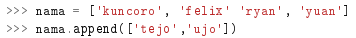 >>> nama = ['kuncoro', 'felix' 'ryan', 'yuan']
>>> nama.append(['tejo','ujo'])